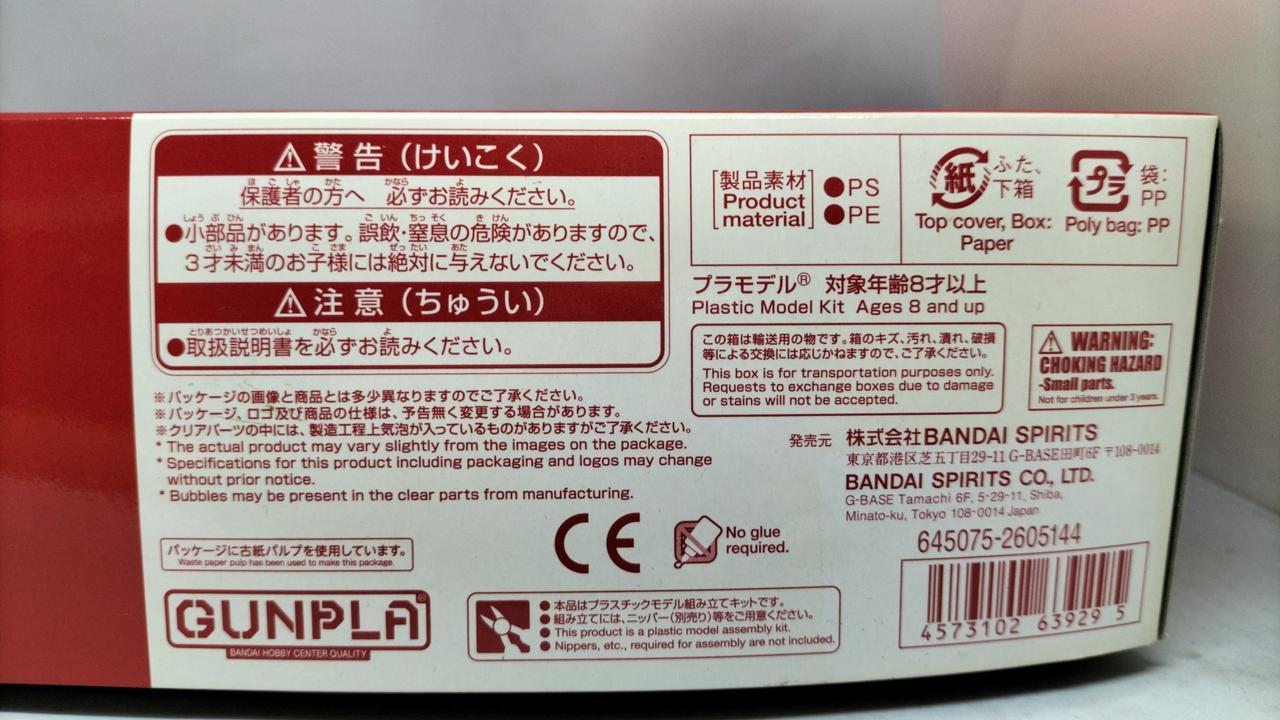 警告（けいこく）
保護者の方へ 必ずお読みください。
●小部品があります。誤飲・窒息の危険がありますので、
３才未満のお子様には絶対に与えないでください。
注意（ちゅうい）
●取扱説明書を必ずお読みください。
※パッケージの画像と商品とは多少異なりますのでご了承ください。
※パッケージ、ロゴ及び商品の仕様は、予告無く変更する場合があります。
※クリアパーツの中には、製造工程上気泡が入っているものがありますがご了承ください。
* The actual product may vary slightly from the images on the package.
* Specifications for this product including packaging and logos may change
without prior notice.
* Bubbles may be present in the clear parts from manufacturing.
パッケージに古紙パルプを使用しています。
Waste paper pulp has been used to make this package.
CE
No glue
required.
GUNPLA®
BANDAI HOBBY CENTER QUALITY
●本品はプラスチックモデル組み立てキットです。
●組み立てには、ニッパー（別売り）等をご用意ください。
● This product is a plastic model assembly kit.
● Nippers, etc., required for assembly are not included.
[製品素材
Product
material]
●PS
●PE
紙
ふた、
下箱
Top cover, Box:
Paper
プラ
袋:
PP
Poly bag: PP
プラモデル® 対象年齢8才以上
Plastic Model Kit Ages 8 and up
この箱は輸送用の物です。箱のキズ、汚れ、潰れ、破損
等による交換には応じかねますので、ご了承ください。
This box is for transportation purposes only.
Requests to exchange boxes due to damage
or stains will not be accepted.
WARNING:
CHOKING HAZARD
-Small parts.
Not for children under 3 years.
発売元 株式会社BANDAI SPIRITS
東京都港区芝五丁目29-11 G-BASE田町6F 〒108-0014
BANDAI SPIRITS CO., LTD.
G-BASE Tamachi 6F, 5-29-11, Shiba,
Minato-ku, Tokyo 108-0014 Japan
645075-2605144
4573102 63929 5